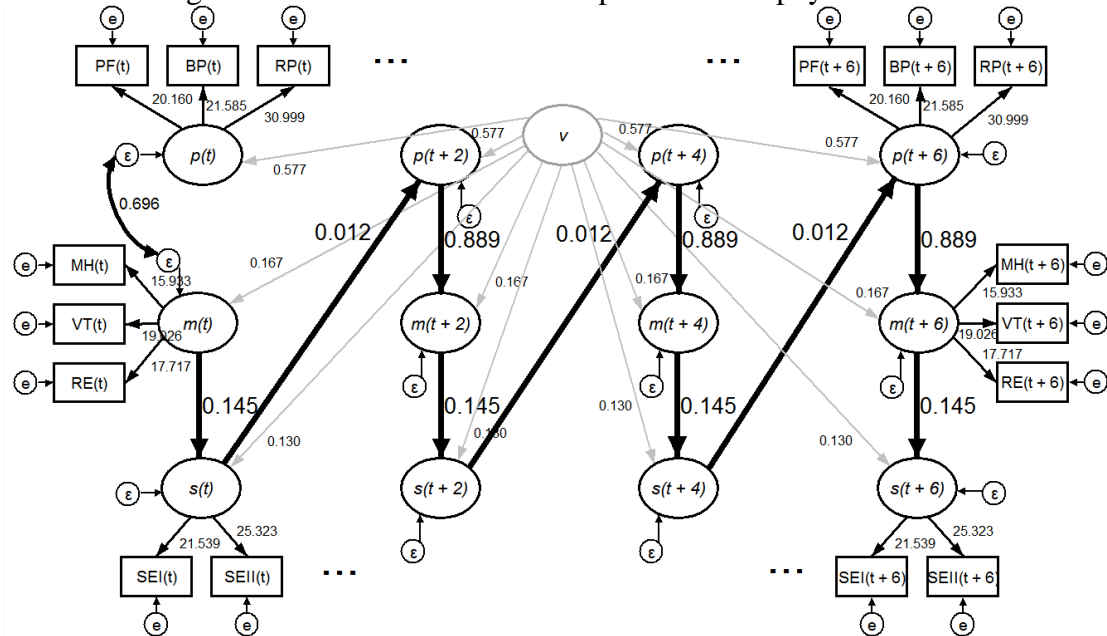 e e e e e e
PF(t) BP(t) RP(t) ... ... PF(t + 6) BP(t + 6) RP(t + 6)
20.160 21.585 30.999 20.160 21.585 30.999
v
0.577 0.577 0.577 0.577
ε p(t) p(t + 2) p(t + 4) p(t + 6) ε
0.696 ε ε
0.012 0.889 0.012 0.889 0.012 0.889
e MH(t) ε MH(t + 6) e
15.933 0.167 0.167 0.167 0.167 15.933
e VT(t) m(t) m(t + 2) m(t + 4) m(t + 6) VT(t + 6) e
19.026 19.026
17.717 17.717
e RE(t) ε ε ε RE(t + 6) e
0.145 0.145 0.145 0.145
0.130 0.130 0.130 0.130
ε s(t) s(t + 2) s(t + 4) s(t + 6) ε
21.539 25.323 ε ε 21.539 25.323
SEI(t) SEII(t) ... ... SEI(t + 6) SEII(t + 6)
e e e e